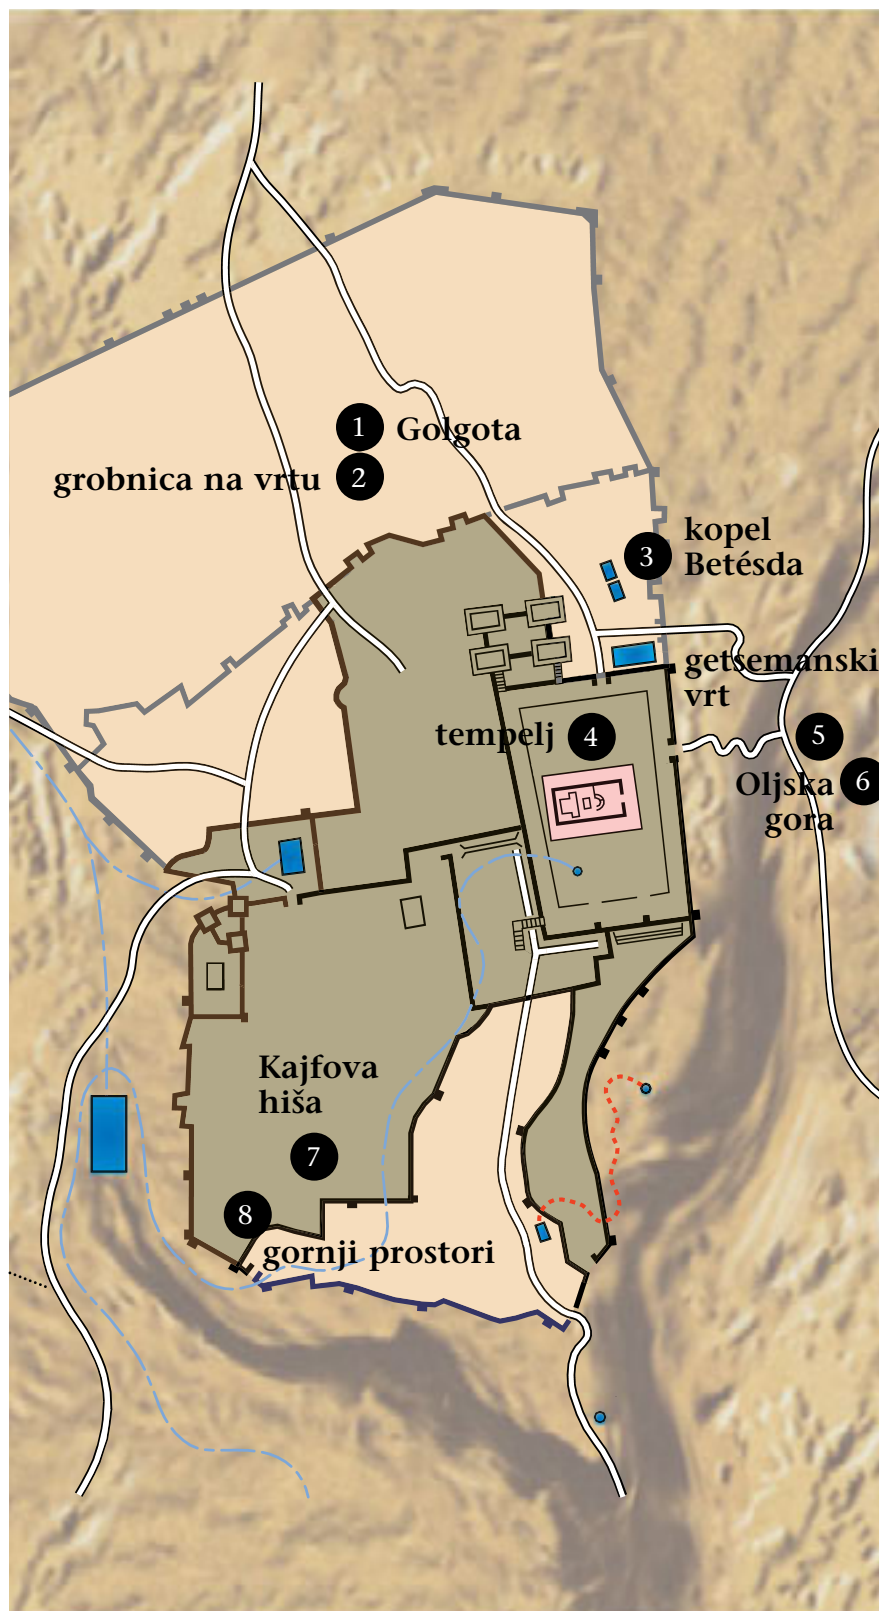 1 Golgota
grobnica na vrtu 2
3 kopel
Betésda
getsemanski
vrt
tempelj 4
5
Oljska 6
gora
Kajfova
hiša
7
8
gornji prostori